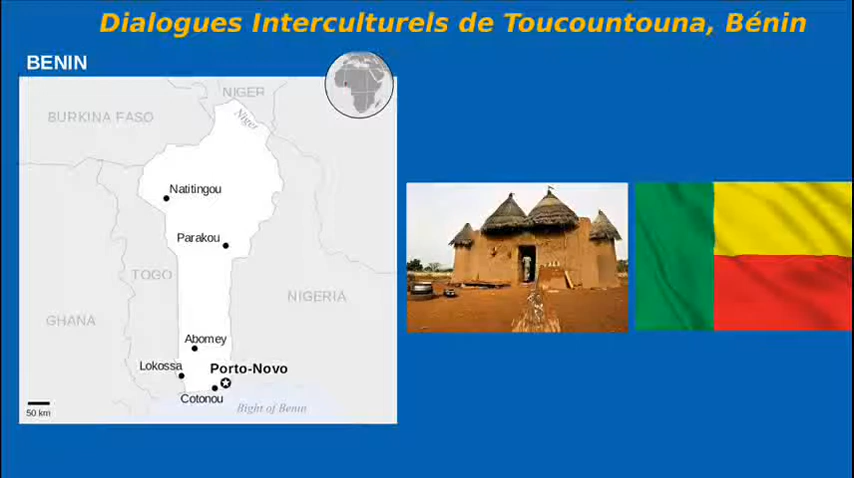 Dialogues Interculturels de Toucountouna, Bénin
BENIN
NIGER
BURKINA FASO
Niger
Natitingou
Parakou
TOGO
NIGERIA
GHANA
Abomey
Lokossa
Porto-Novo
Cotonou
Bight of Benin
50 km